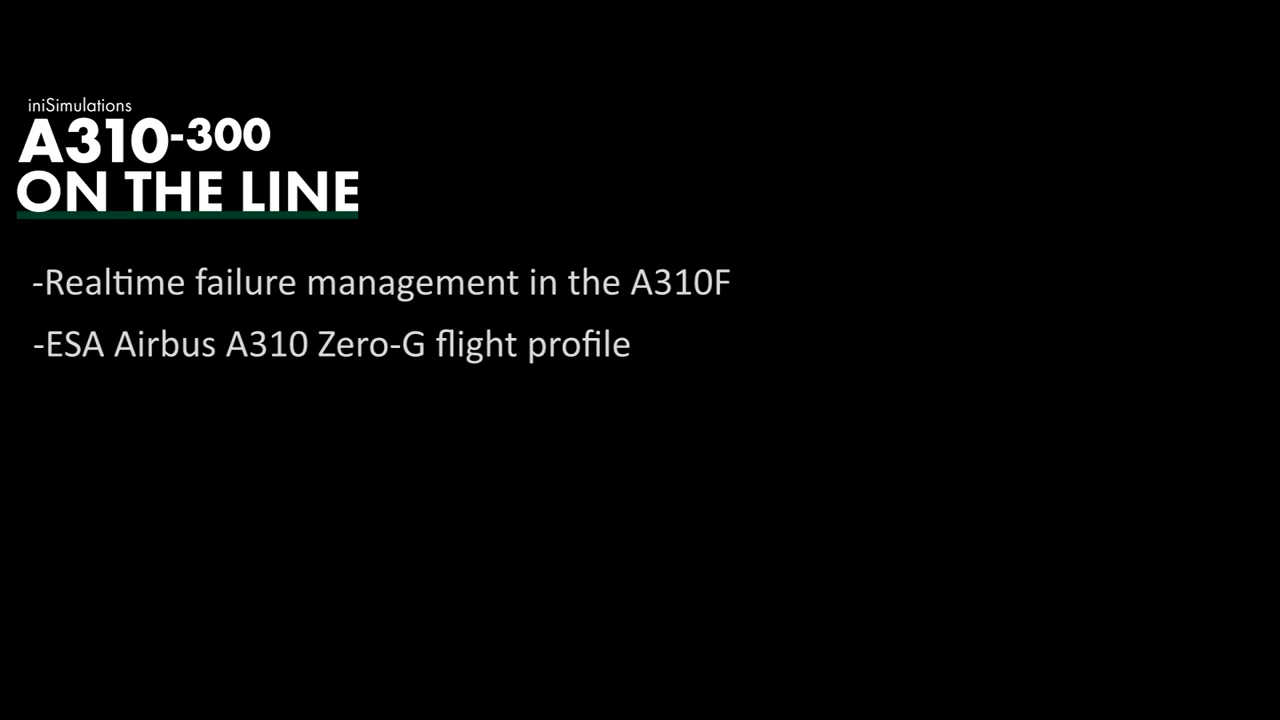 iniSimulations
A310-300
ON THE LINE
-Realtime failure management in the A310F
-ESA Airbus A310 Zero-G flight profile